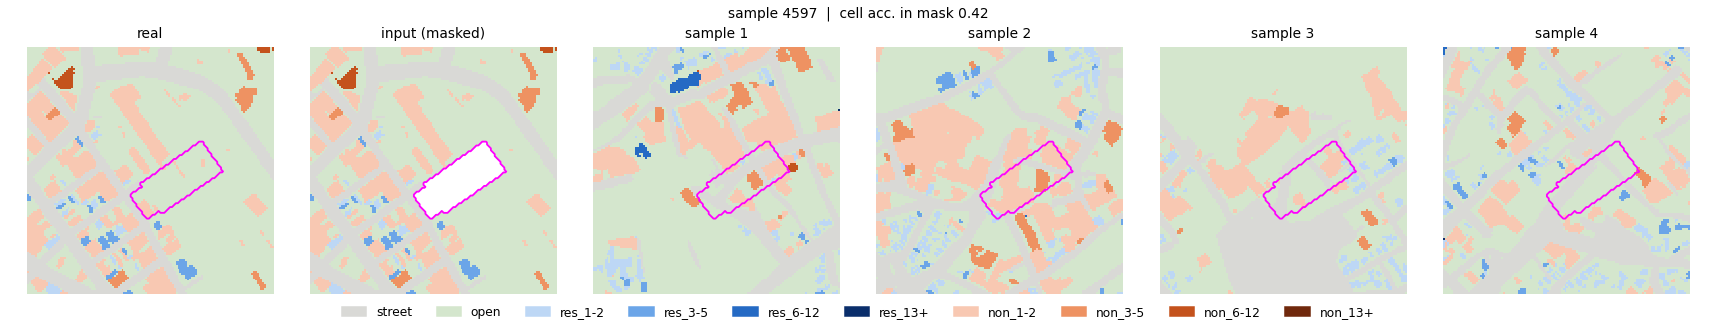 sample 4597 | cell acc. in mask 0.42
real
input (masked)
sample 1
sample 2
sample 3
sample 4
street
open
res_1-2
res_3-5
res_6-12
res_13+
non_1-2
non_3-5
non_6-12
non_13+